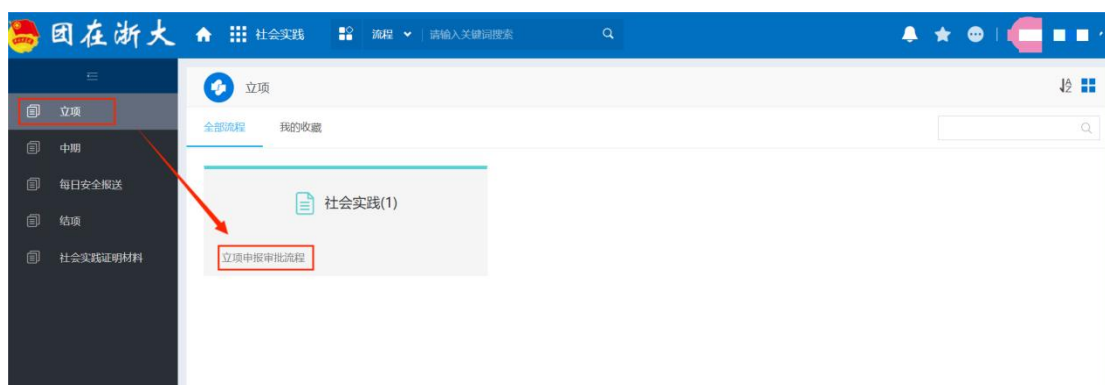 团在浙大 社会实践 流程 请输入关键词搜索
立项 立项
全部流程 我的收藏
中期
每日安全报送
社会实践(1)
结项
立项申报审批流程
社会实践证明材料